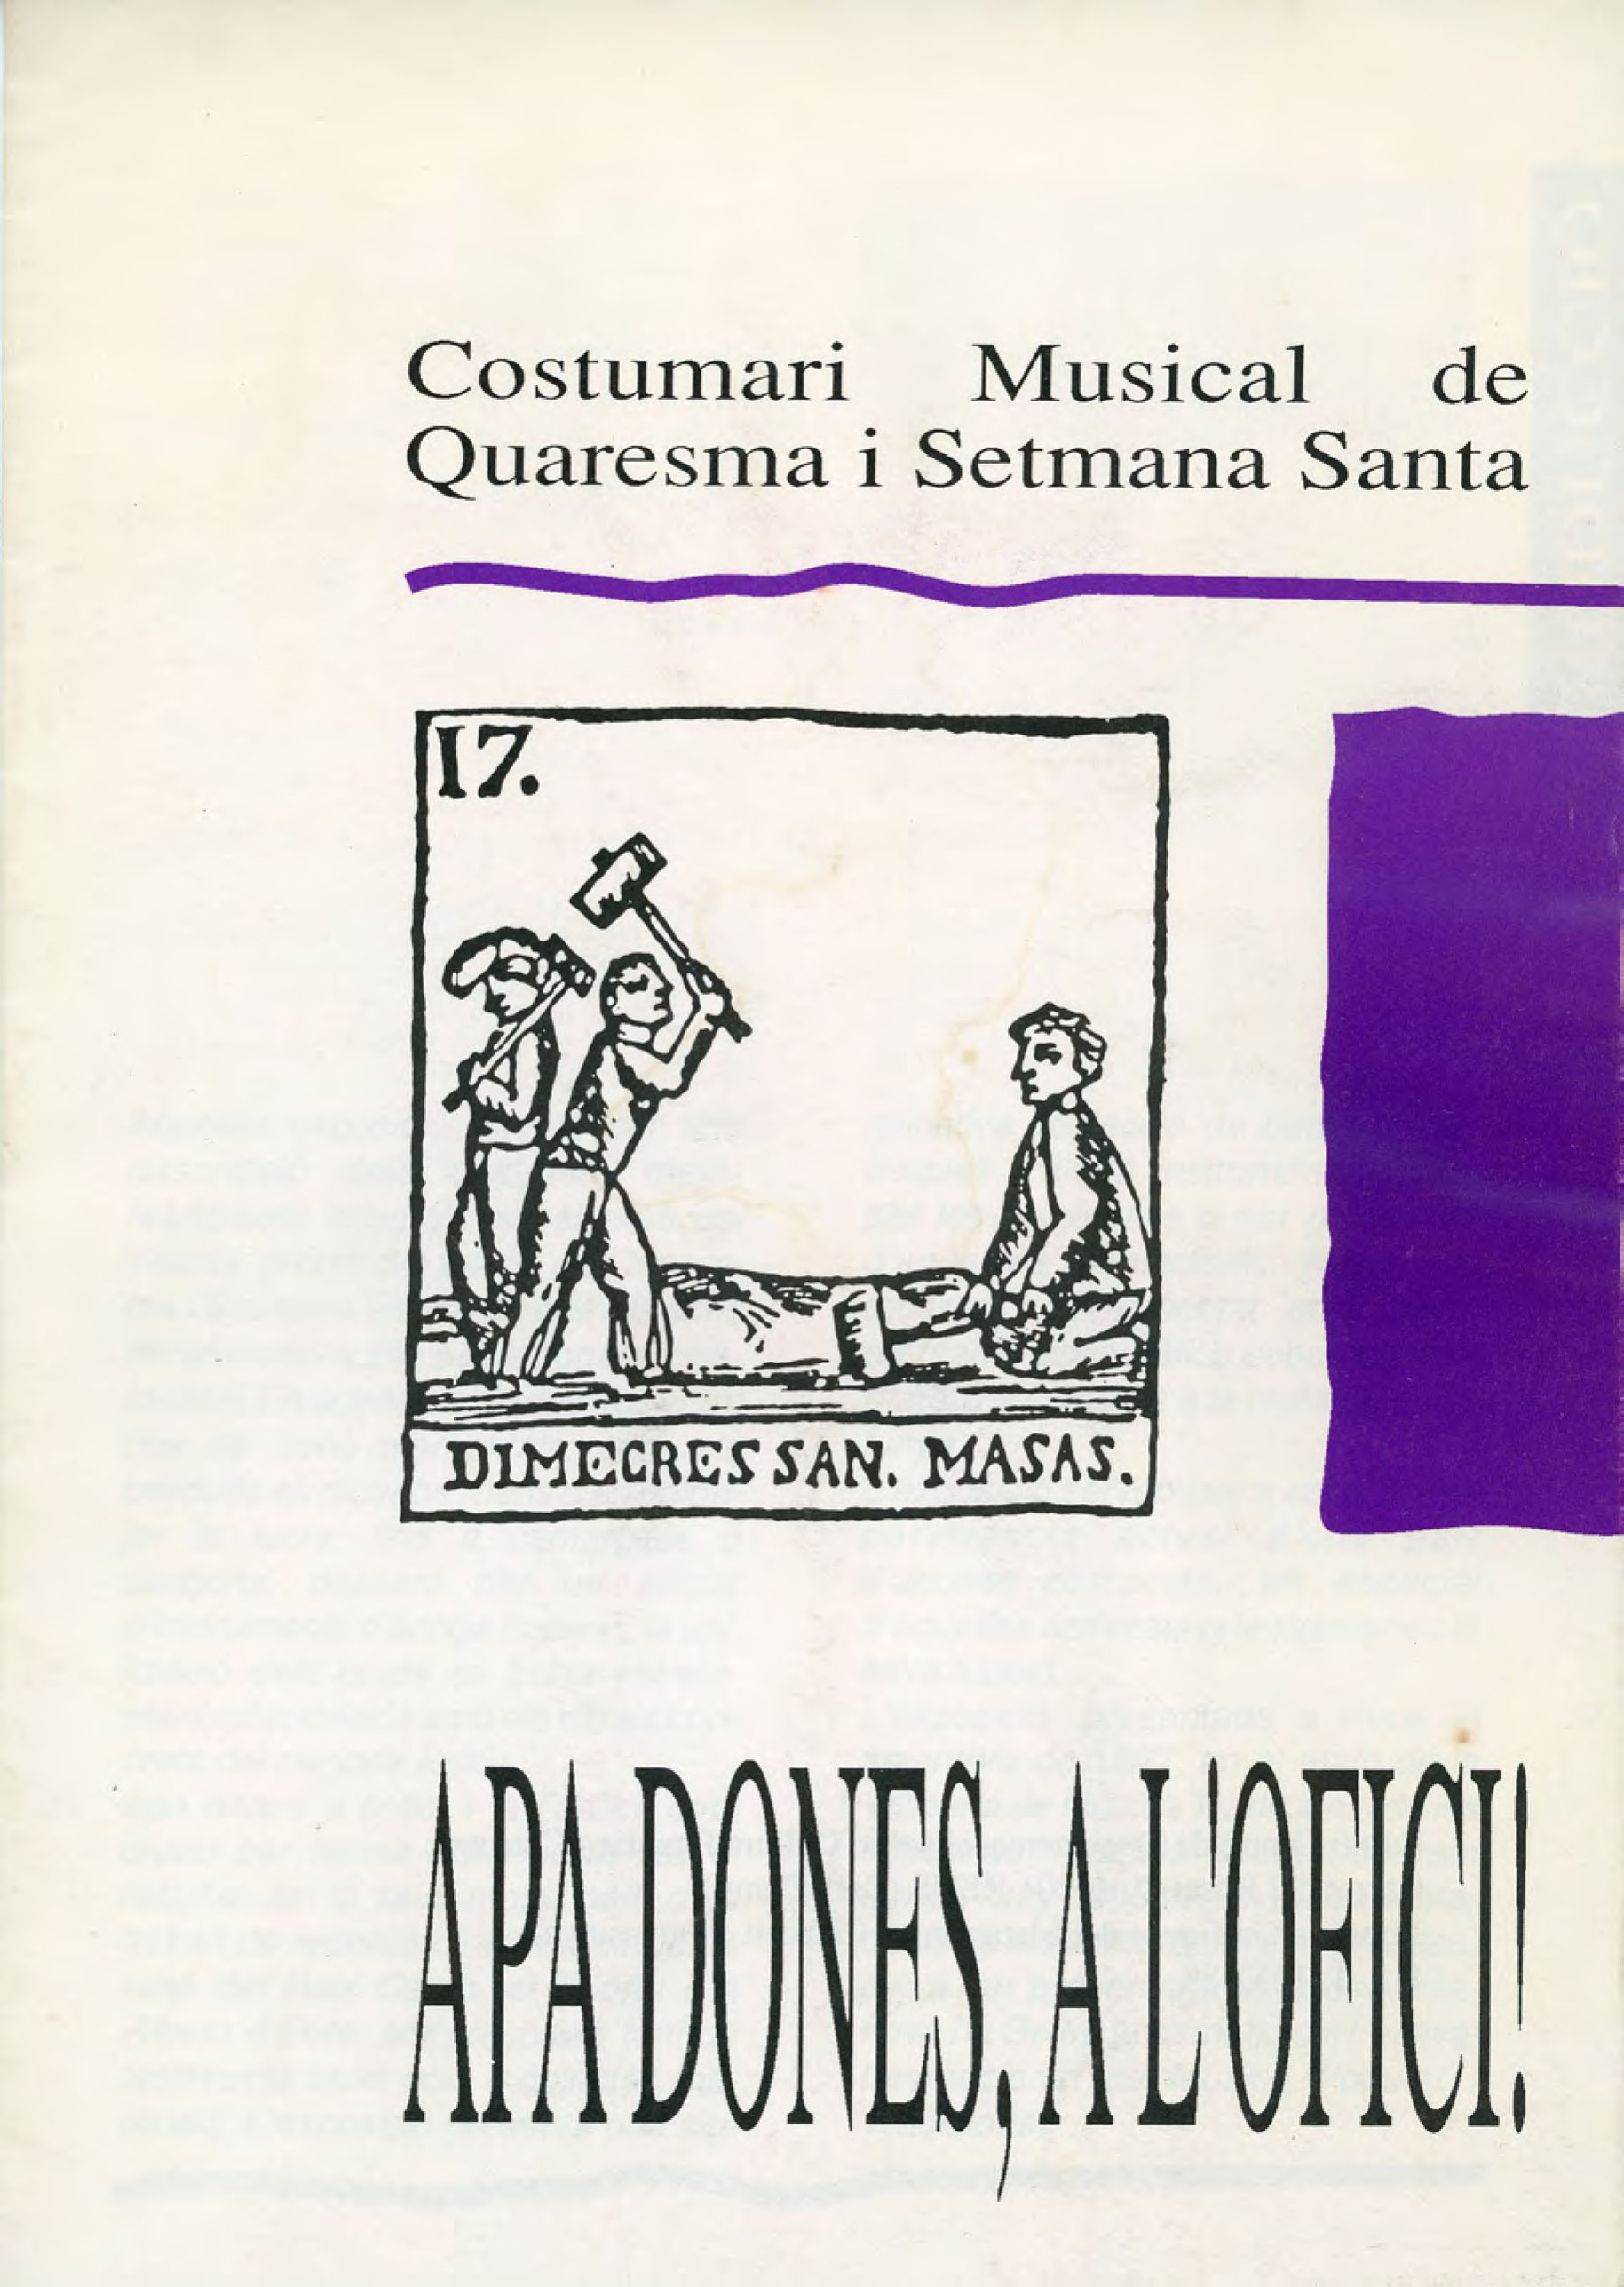 Costumari Musical de
Quaresma i Setmana Santa
17.
DIMECRES SAN. MASAS.
APA DONES, A L'OFICI!